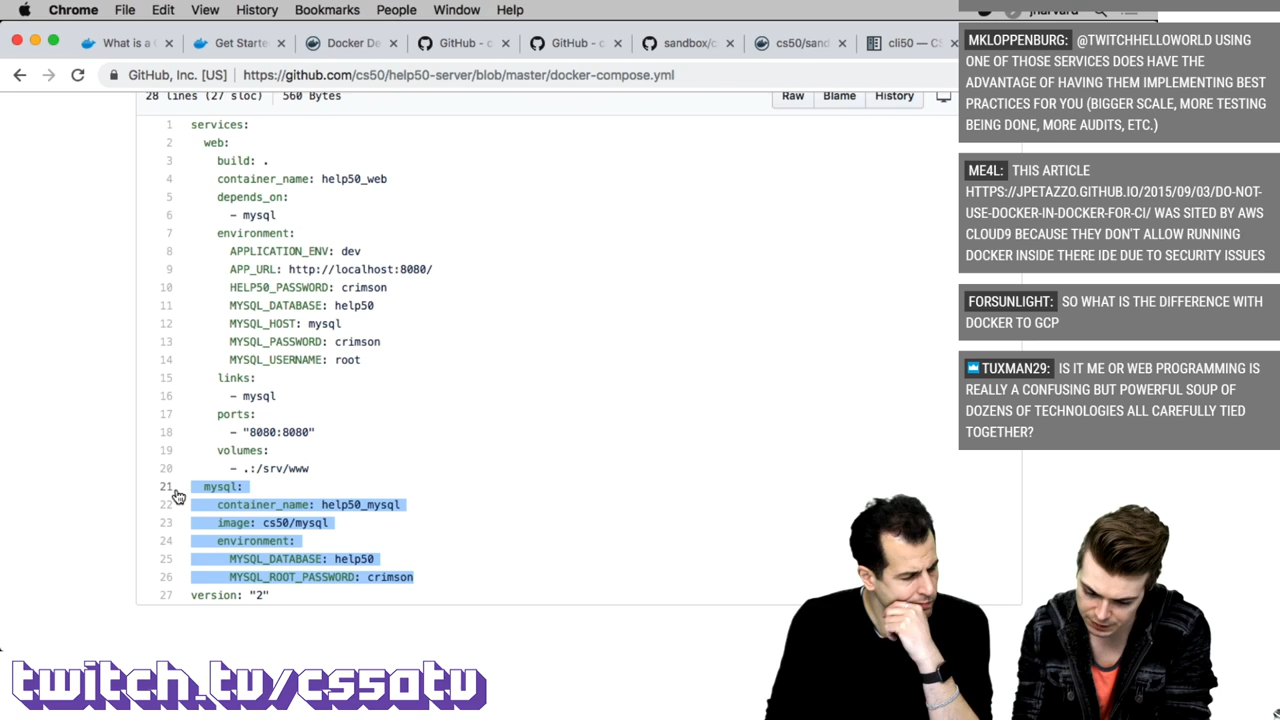 Chrome File Edit View History Bookmarks People Window Help
What is a C Get Starte Docker De GitHub - GitHub - c sandbox/c cs50/sand cli50 — CS
GitHub, Inc. [US] https://github.com/cs50/help50-server/blob/master/docker-compose.yml
28 lines (27 sloc) 560 Bytes Raw Blame History
1 services:
2 web:
3 build: .
4 container_name: help50_web
5 depends_on:
6 - mysql
7 environment:
8 APPLICATION_ENV: dev
9 APP_URL: http://localhost:8080/
10 HELP50_PASSWORD: crimson
11 MYSQL_DATABASE: help50
12 MYSQL_HOST: mysql
13 MYSQL_PASSWORD: crimson
14 MYSQL_USERNAME: root
15 links:
16 - mysql
17 ports:
18 - "8080:8080"
19 volumes:
20 - .:/srv/www
21 mysql:
22 container_name: help50_mysql
23 image: cs50/mysql
24 environment:
25 MYSQL_DATABASE: help50
26 MYSQL_ROOT_PASSWORD: crimson
27 version: "2"
MKLOPPENBURG: @TWITCHHELLOWORLD USING
ONE OF THOSE SERVICES DOES HAVE THE
ADVANTAGE OF HAVING THEM IMPLEMENTING BEST
PRACTICES FOR YOU (BIGGER SCALE, MORE TESTING
BEING DONE, MORE AUDITS, ETC.)
ME4L: THIS ARTICLE
HTTPS://JPETAZZO.GITHUB.IO/2015/09/03/DO-NOT-
USE-DOCKER-IN-DOCKER-FOR-CI/ WAS SITED BY AWS
CLOUD9 BECAUSE THEY DON'T ALLOW RUNNING
DOCKER INSIDE THERE IDE DUE TO SECURITY ISSUES
FORSUNLIGHT: SO WHAT IS THE DIFFERENCE WITH
DOCKER TO GCP
TUXMAN29: IS IT ME OR WEB PROGRAMMING IS
REALLY A CONFUSING BUT POWERFUL SOUP OF
DOZENS OF TECHNOLOGIES ALL CAREFULLY TIED
TOGETHER?
twitch.tv/cs50tv